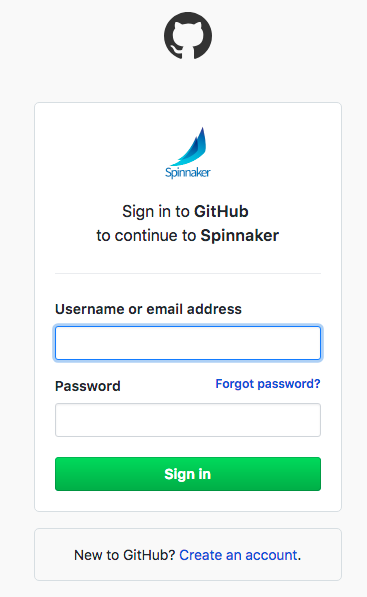 Spinnaker
Sign in to GitHub
to continue to Spinnaker
Username or email address
Password
Forgot password?
Sign in
New to GitHub? Create an account.